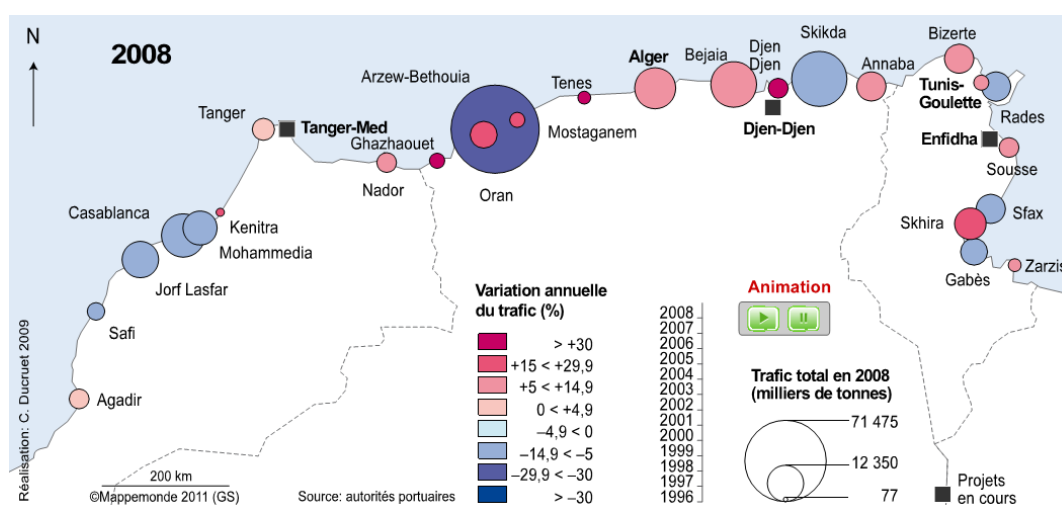 N
2008
Skikda
Bizerte
Djen
Djen
Alger
Bejaia
Annaba
Arzew-Bethouia
Tenes
Tunis-
Goulette
Rades
Tanger
Tanger-Med
Mostaganem
Djen-Djen
Enfidha
Ghazhaouet
Sousse
Nador
Oran
Casablanca
Kenitra
Mohammedia
Skhira
Sfax
Jorf Lasfar
Gabès
Zarzis
Safi
Agadir
Variation annuelle
du trafic (%)
> +30
+15 < +29,9
+5 < +14,9
0 < +4,9
–4,9 < 0
–14,9 < –5
–29,9 < –30
> –30
Animation
2008
2007
2006
2005
2004
2003
2002
2001
2000
1999
1998
1997
1996
Trafic total en 2008
(milliers de tonnes)
71 475
12 350
77
Projets
en cours
200 km
©Mappemonde 2011 (GS)
Source: autorités portuaires
Réalisation: C. Ducruet 2009